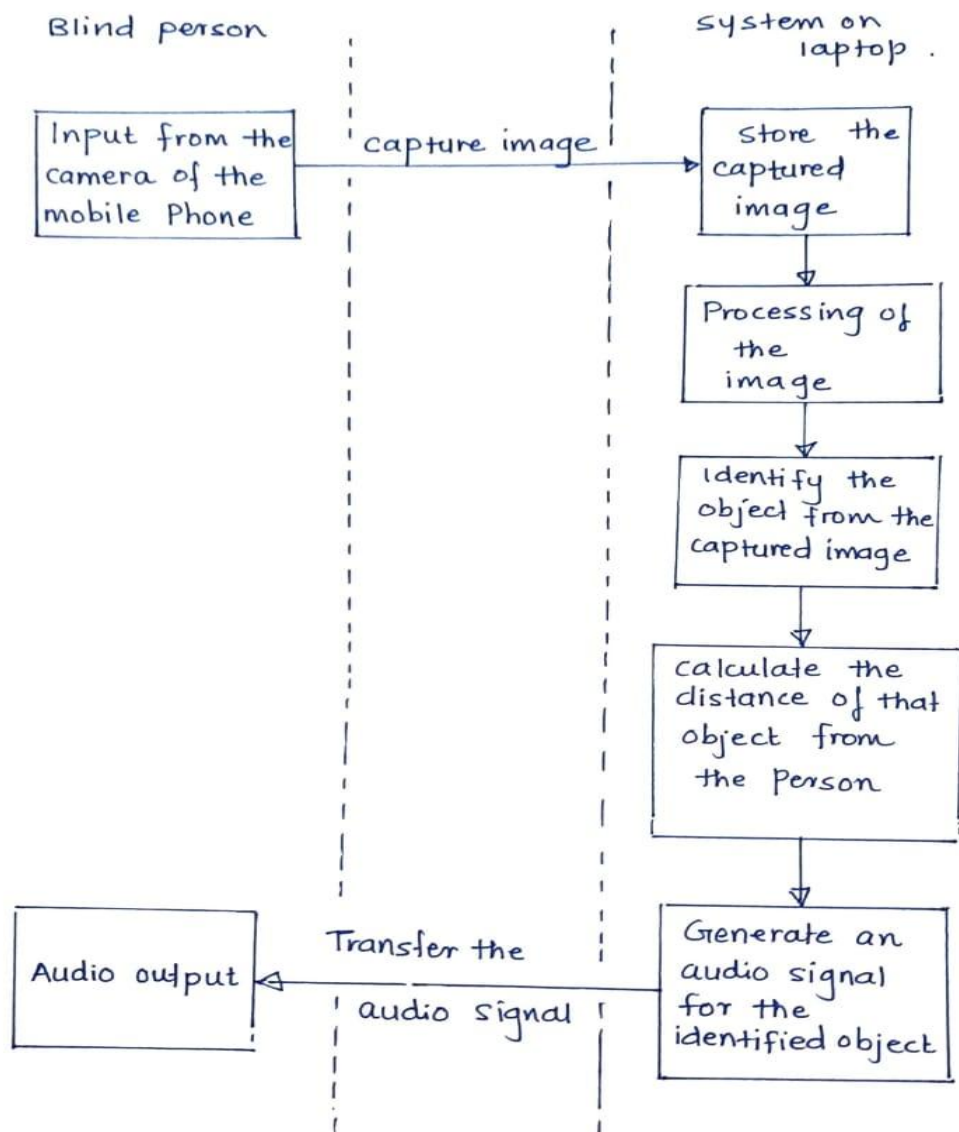 Blind person
system on
laptop.
Input from the
camera of the
mobile Phone
capture image
store the
captured
image
Processing of
the
image
Identify the
object from the
captured image
calculate the
distance of that
object from
the Person
Generate an
audio signal
for the
identified object
Transfer the
audio signal
Audio output